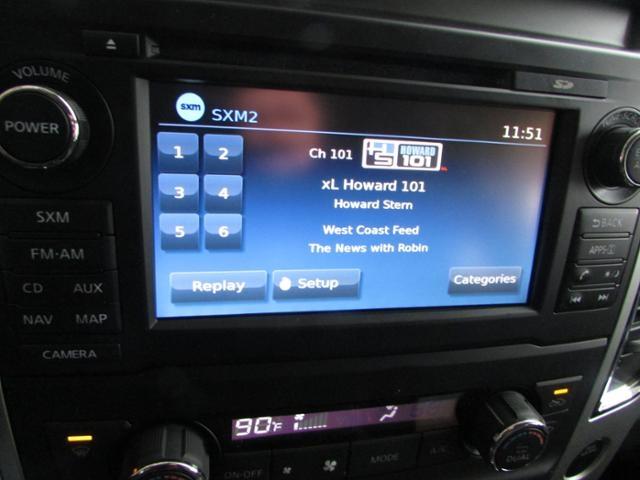 VOLUME
POWER
SXM
FM·AM
CD AUX
NAV MAP
CAMERA
SD
sxm SXM2
11:51
1 2
3 4
5 6
Ch 101 HOWARD 101
xL Howard 101
Howard Stern
West Coast Feed
The News with Robin
Replay Setup Categories
BACK
APPS·i
90°F
ON·OFF
MODE
A/C
DUAL